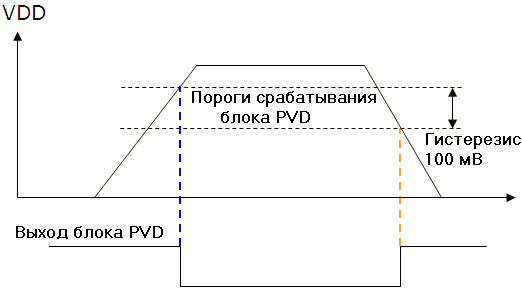 VDD
Пороги срабатывания
блока PVD
Гистерезис
100 мВ
Выход блока PVD